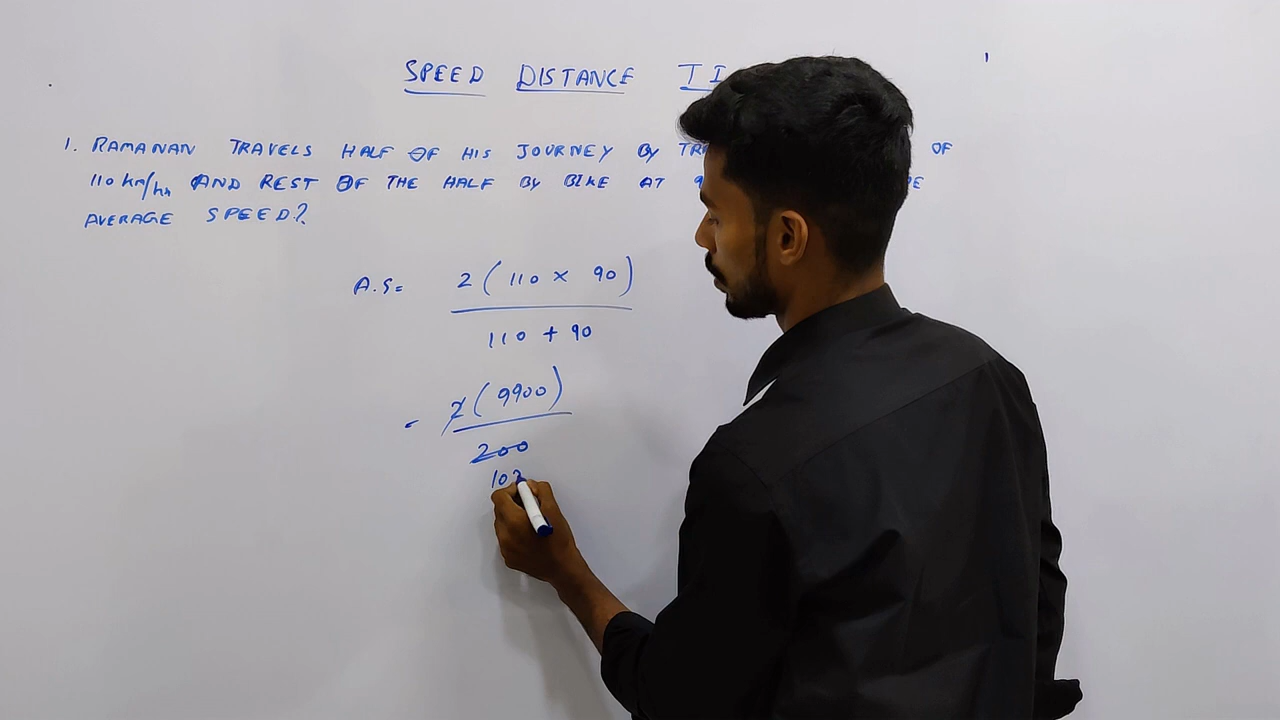 SPEED DISTANCE
1. RAMANAN TRAVELS HALF OF HIS JOURNEY BY OF
110 km/hr AND REST OF THE HALF BY BIKE AT
AVERAGE SPEED?
A.S= 2 ( 110 x 90 )
110 + 90
= 2 ( 9900 )
200